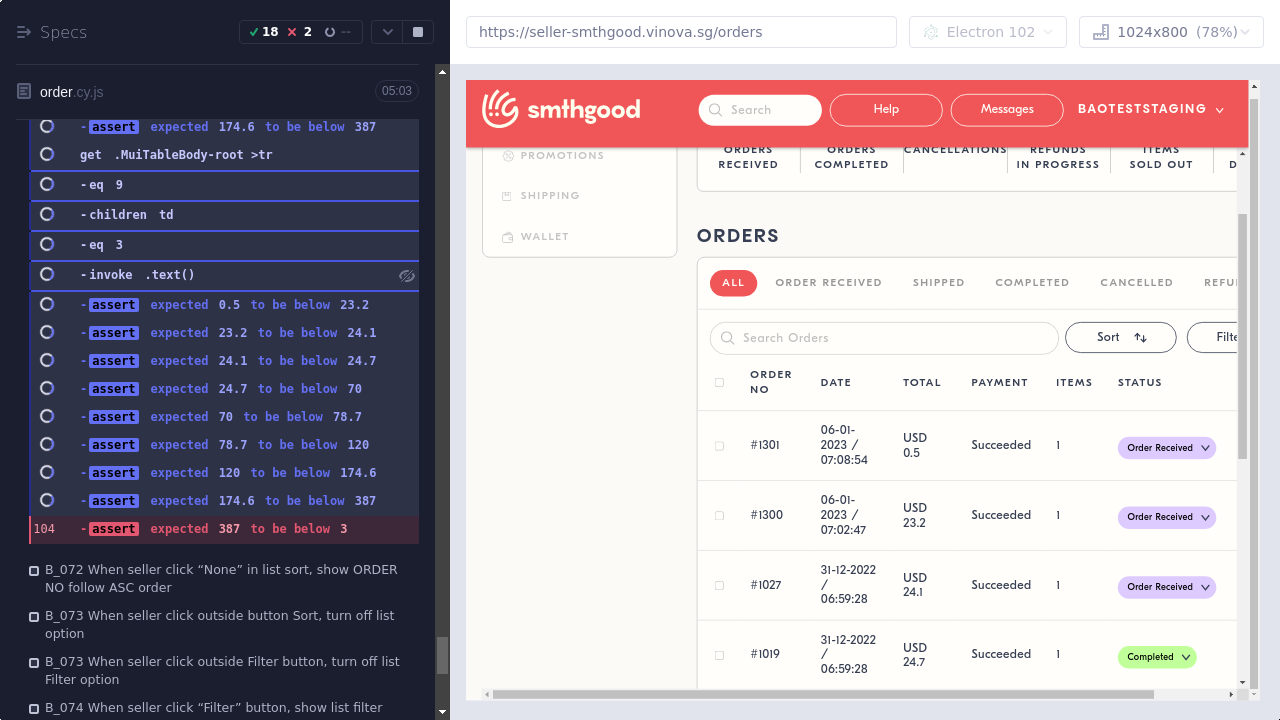 Specs
18
2
--
order.cy.js
05:03
-assert expected 174.6 to be below 387
get .MuiTableBody-root >tr
-eq 9
-children td
-eq 3
-invoke .text()
-assert expected 0.5 to be below 23.2
-assert expected 23.2 to be below 24.1
-assert expected 24.1 to be below 24.7
-assert expected 24.7 to be below 70
-assert expected 70 to be below 78.7
-assert expected 78.7 to be below 120
-assert expected 120 to be below 174.6
-assert expected 174.6 to be below 387
104 -assert expected 387 to be below 3
B_072 When seller click “None” in list sort, show ORDER
NO follow ASC order
B_073 When seller click outside button Sort, turn off list
option
B_073 When seller click outside Filter button, turn off list
Filter option
B_074 When seller click “Filter” button, show list filter
https://seller-smthgood.vinova.sg/orders
Electron 102
1024x800 (78%)
smthgood
Search
Help
Messages
BAOTESTSTAGING
PROMOTIONS
SHIPPING
WALLET
ORDERS
RECEIVED
ORDERS
COMPLETED
CANCELLATIONS
REFUNDS
IN PROGRESS
ITEMS
SOLD OUT
D
ORDERS
ALL
ORDER RECEIVED
SHIPPED
COMPLETED
CANCELLED
REFU
Search Orders
Sort
Filte
ORDER
NO
DATE
TOTAL
PAYMENT
ITEMS
STATUS
#1301
06-01-
2023 /
07:08:54
USD
0.5
Succeeded
1
Order Received
#1300
06-01-
2023 /
07:02:47
USD
23.2
Succeeded
1
Order Received
#1027
31-12-2022
/
06:59:28
USD
24.1
Succeeded
1
Order Received
#1019
31-12-2022
/
06:59:28
USD
24.7
Succeeded
1
Completed